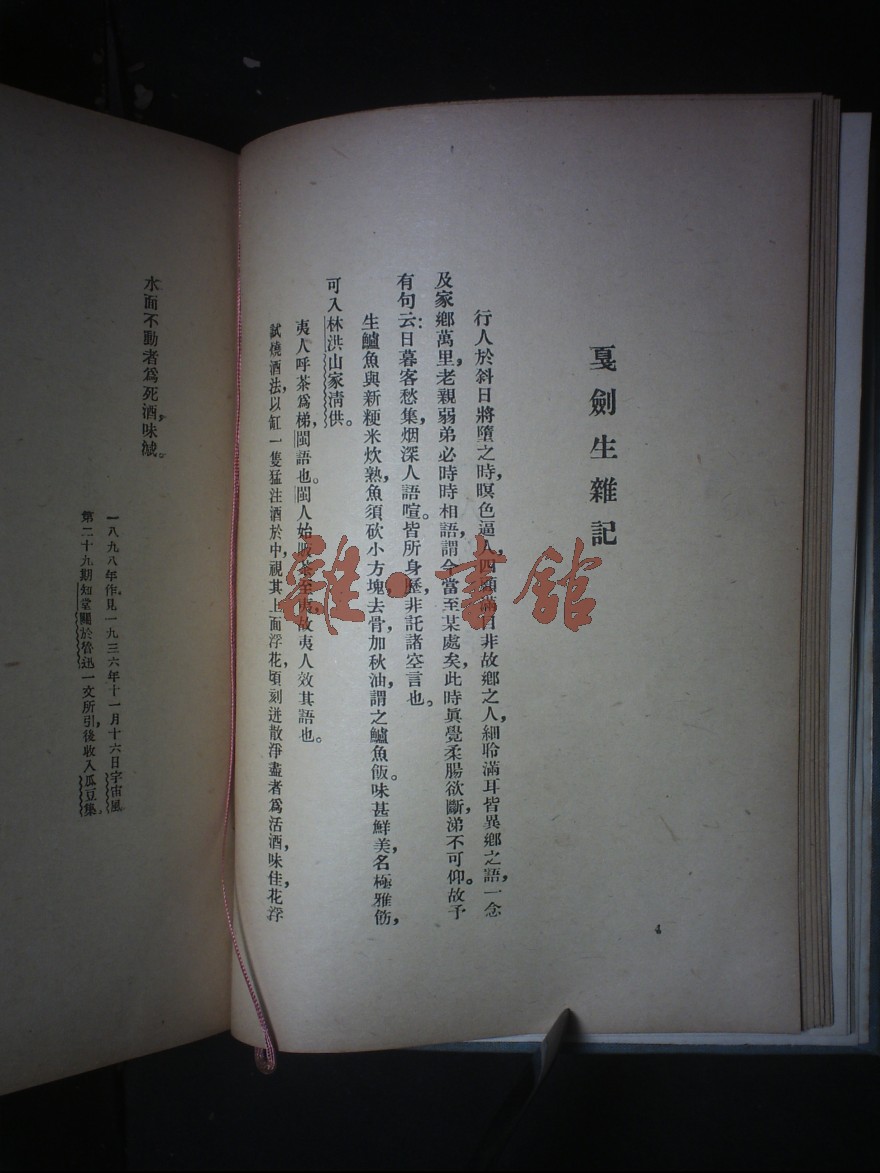 戛劍生雜記
行人於斜日將墮之時，暝色逼人，四顧滿目非故鄉之人，細聆滿耳皆異鄉之語，一念
及家鄉萬里，老親弱弟必時時相語，謂今當至某處矣，此時眞覺柔腸欲斷，涕不可仰。故予
有句云：日暮客愁集，烟深人語喧。皆所身歷，非託諸空言也。
生鱸魚與新粳米炊熟，魚須砍小方塊，去骨，加秋油，謂之鱸魚飯。味甚鮮美，名極雅飭，
可入林洪山家清供。
夷人呼茶爲梯，閩語也。閩人始販茶至夷，故夷人效其語也。
試燒酒法，以缸一隻猛注酒於中，視其上面浮花，頃刻迸散淨盡者爲活酒，味佳，花浮
水面不動者爲死酒，味減。
一八九八年作。見一九三六年十一月十六日宇宙風
第二十九期知堂關於魯迅一文所引，後收入瓜豆集。
4
雜·書館